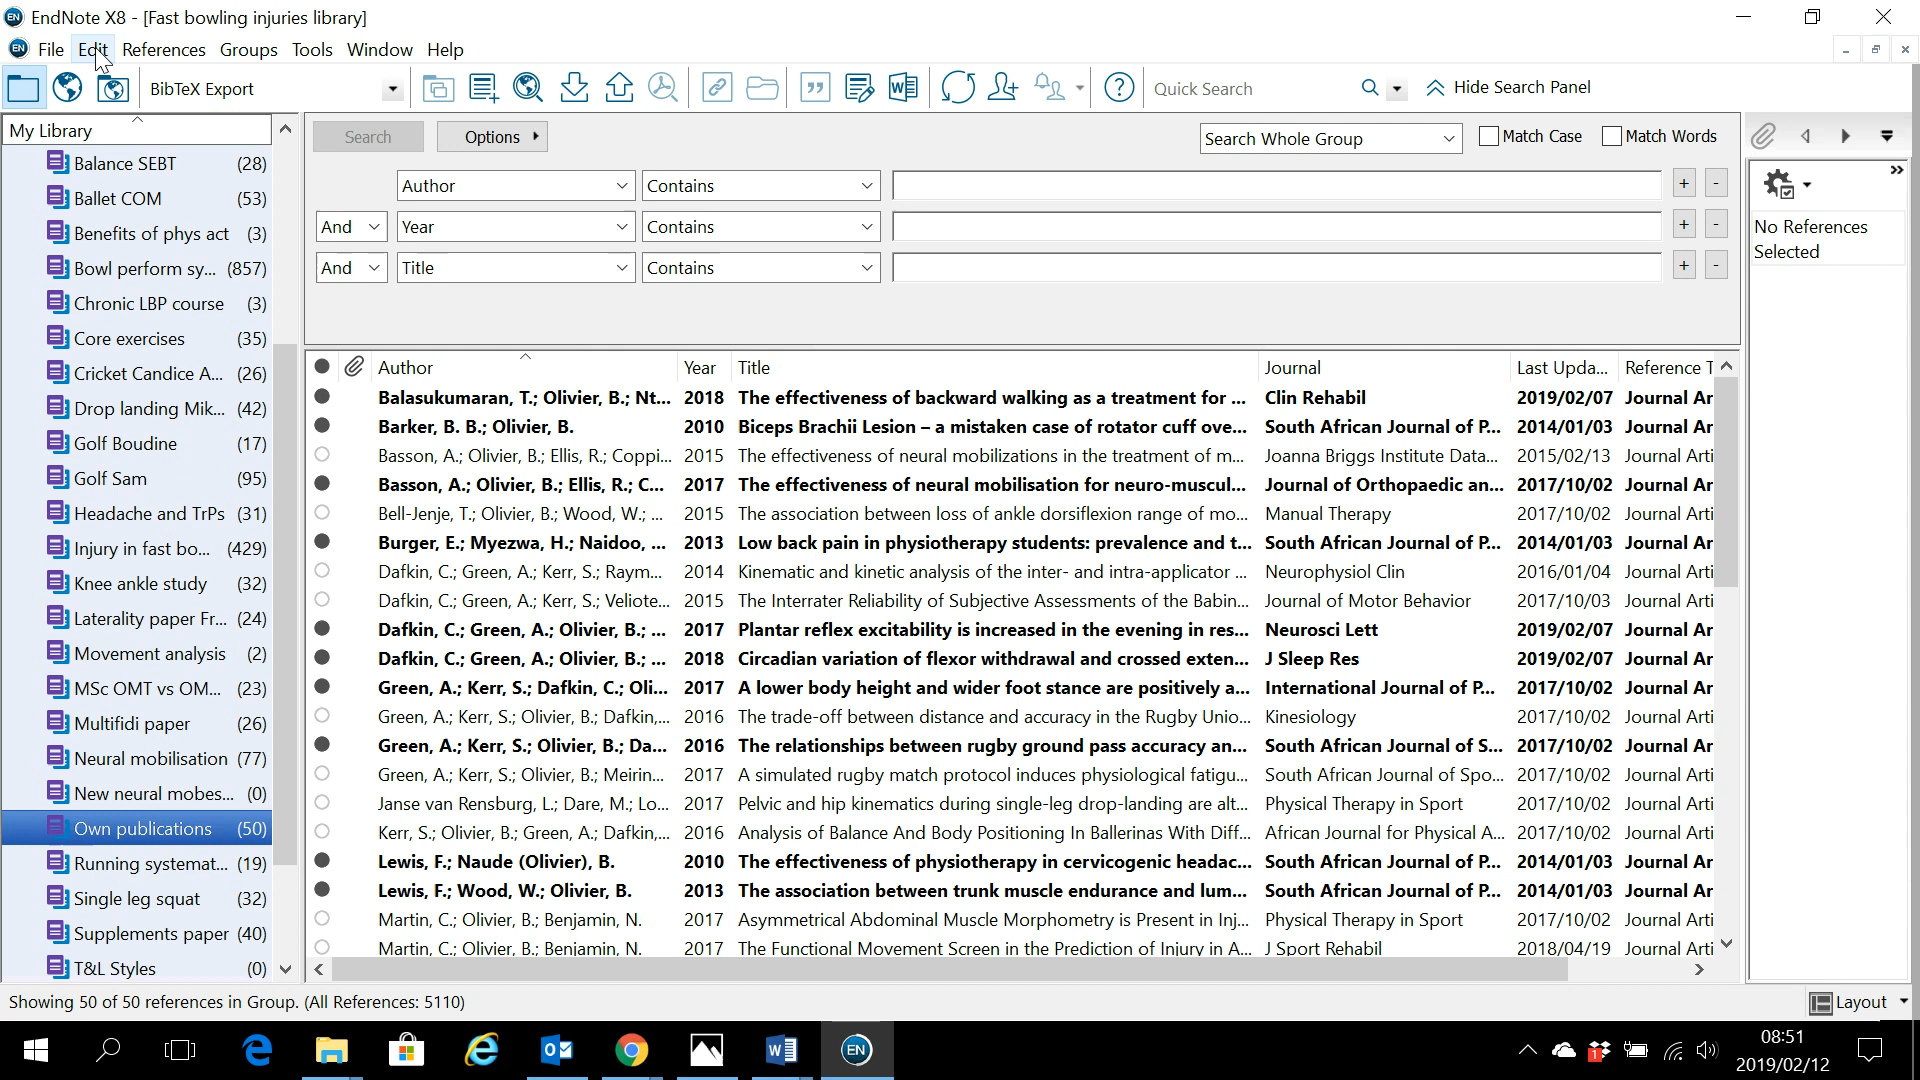 EndNote X8 - [Fast bowling injuries library]
File Edit References Groups Tools Window Help
BibTeX Export
Quick Search
Hide Search Panel
My Library
Balance SEBT (28)
Ballet COM (53)
Benefits of phys act (3)
Bowl perform sy... (857)
Chronic LBP course (3)
Core exercises (35)
Cricket Candice A... (26)
Drop landing Mik... (42)
Golf Boudine (17)
Golf Sam (95)
Headache and TrPs (31)
Injury in fast bo... (429)
Knee ankle study (32)
Laterality paper Fr... (24)
Movement analysis (2)
MSc OMT vs OM... (23)
Multifidi paper (26)
Neural mobilisation (77)
New neural mobes... (0)
Own publications (50)
Running systemat... (19)
Single leg squat (32)
Supplements paper (40)
T&L Styles (0)
Search Options Search Whole Group Match Case Match Words
Author Contains + -
And Year Contains + -
And Title Contains + -
No References
Selected
Author Year Title Journal Last Upda... Reference T
Balasukumaran, T.; Olivier, B.; Nt... 2018 The effectiveness of backward walking as a treatment for ... Clin Rehabil 2019/02/07 Journal Ar
Barker, B. B.; Olivier, B. 2010 Biceps Brachii Lesion – a mistaken case of rotator cuff ove... South African Journal of P... 2014/01/03 Journal Ar
Basson, A.; Olivier, B.; Ellis, R.; Coppi... 2015 The effectiveness of neural mobilizations in the treatment of m... Joanna Briggs Institute Data... 2015/02/13 Journal Arti
Basson, A.; Olivier, B.; Ellis, R.; C... 2017 The effectiveness of neural mobilisation for neuro-muscul... Journal of Orthopaedic an... 2017/10/02 Journal Ar
Bell-Jenje, T.; Olivier, B.; Wood, W.; ... 2015 The association between loss of ankle dorsiflexion range of mo... Manual Therapy 2017/10/02 Journal Arti
Burger, E.; Myezwa, H.; Naidoo, ... 2013 Low back pain in physiotherapy students: prevalence and t... South African Journal of P... 2014/01/03 Journal Ar
Dafkin, C.; Green, A.; Kerr, S.; Raym... 2014 Kinematic and kinetic analysis of the inter- and intra-applicator ... Neurophysiol Clin 2016/01/04 Journal Arti
Dafkin, C.; Green, A.; Kerr, S.; Veliote... 2015 The Interrater Reliability of Subjective Assessments of the Babin... Journal of Motor Behavior 2017/10/03 Journal Arti
Dafkin, C.; Green, A.; Olivier, B.; ... 2017 Plantar reflex excitability is increased in the evening in res... Neurosci Lett 2019/02/07 Journal Ar
Dafkin, C.; Green, A.; Olivier, B.; ... 2018 Circadian variation of flexor withdrawal and crossed exten... J Sleep Res 2019/02/07 Journal Ar
Green, A.; Kerr, S.; Dafkin, C.; Oli... 2017 A lower body height and wider foot stance are positively a... International Journal of P... 2017/10/02 Journal Ar
Green, A.; Kerr, S.; Olivier, B.; Dafkin,... 2016 The trade-off between distance and accuracy in the Rugby Unio... Kinesiology 2017/10/02 Journal Arti
Green, A.; Kerr, S.; Olivier, B.; Da... 2016 The relationships between rugby ground pass accuracy an... South African Journal of S... 2017/10/02 Journal Ar
Green, A.; Kerr, S.; Olivier, B.; Meirin... 2017 A simulated rugby match protocol induces physiological fatigu... South African Journal of Spo... 2017/10/02 Journal Arti
Janse van Rensburg, L.; Dare, M.; Lo... 2017 Pelvic and hip kinematics during single-leg drop-landing are alt... Physical Therapy in Sport 2017/10/02 Journal Arti
Kerr, S.; Olivier, B.; Green, A.; Dafkin,... 2016 Analysis of Balance And Body Positioning In Ballerinas With Diff... African Journal for Physical A... 2017/10/02 Journal Arti
Lewis, F.; Naude (Olivier), B. 2010 The effectiveness of physiotherapy in cervicogenic headac... South African Journal of P... 2014/01/03 Journal Ar
Lewis, F.; Wood, W.; Olivier, B. 2013 The association between trunk muscle endurance and lum... South African Journal of P... 2014/01/03 Journal Ar
Martin, C.; Olivier, B.; Benjamin, N. 2017 Asymmetrical Abdominal Muscle Morphometry is Present in Inj... Physical Therapy in Sport 2017/10/02 Journal Arti
Martin, C.; Olivier, B.; Benjamin, N. 2017 The Functional Movement Screen in the Prediction of Injury in A... J Sport Rehabil 2018/04/19 Journal Arti
Showing 50 of 50 references in Group. (All References: 5110)
Layout
EN
08:51
2019/02/12